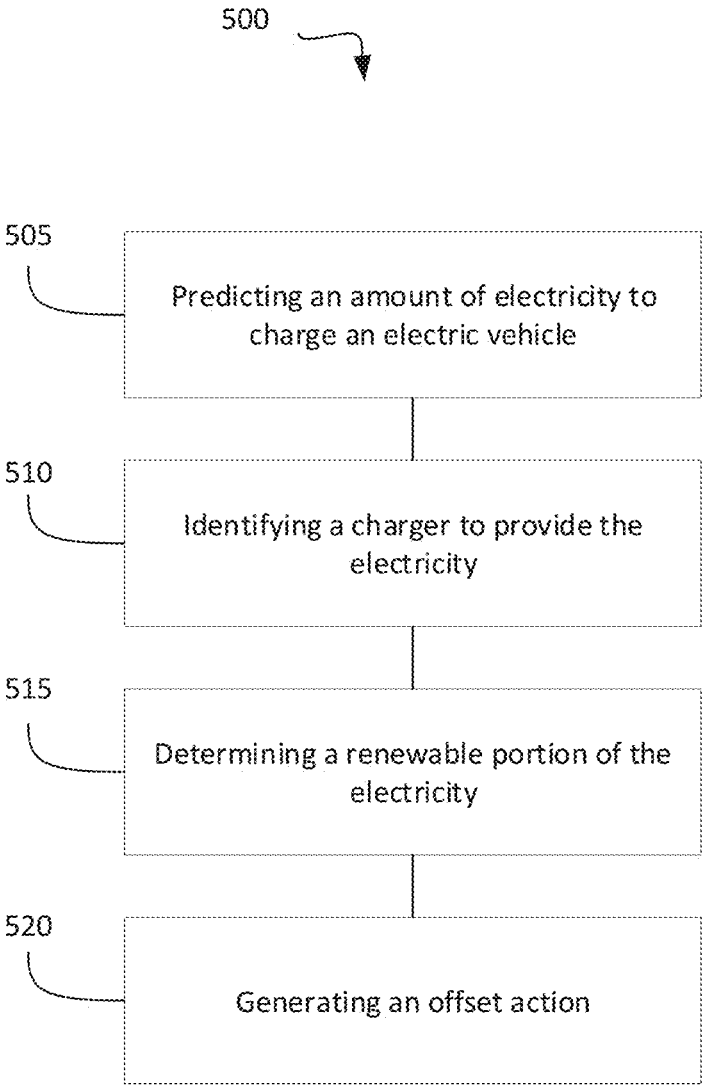 500
505
Predicting an amount of electricity to
charge an electric vehicle
510
Identifying a charger to provide the
electricity
515
Determining a renewable portion of the
electricity
520
Generating an offset action